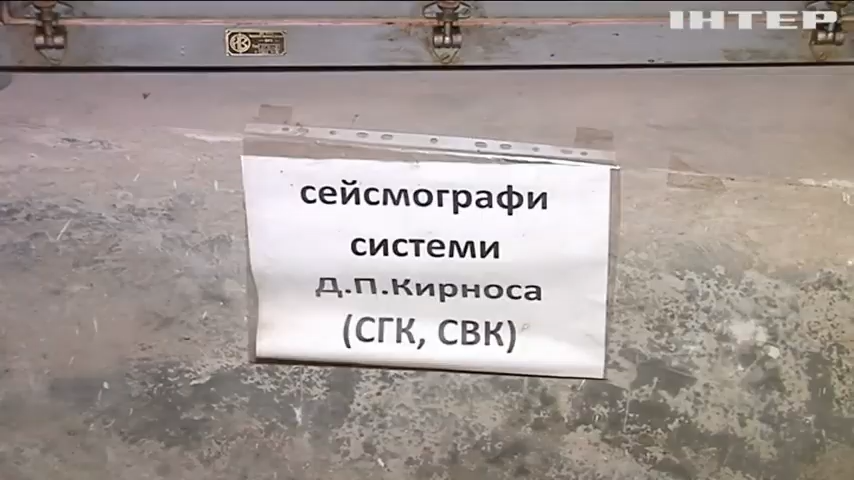 ІНТЕР
сейсмографи
системи
Д.П.Кирноса
(СГК, СВК)